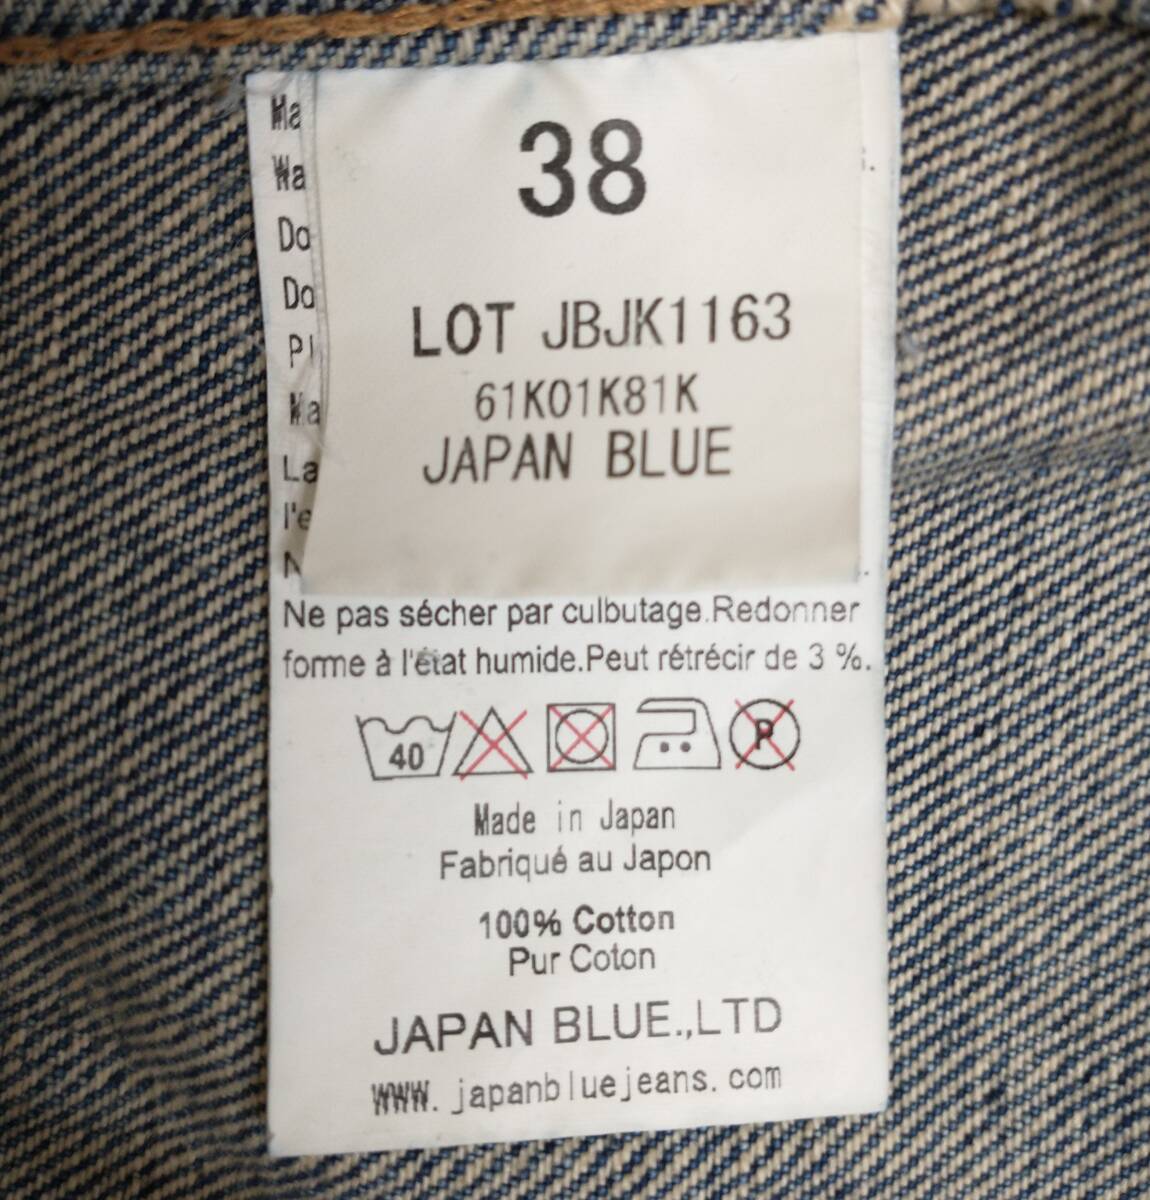 38
LOT JBJK1163
61K01K81K
JAPAN BLUE
Ne pas sécher par culbutage.Redonner
forme à l'état humide.Peut rétrécir de 3 %.
40
P
Made in Japan
Fabriqué au Japon
100% Cotton
Pur Coton
JAPAN BLUE.,LTD
www.japanbluejeans.com